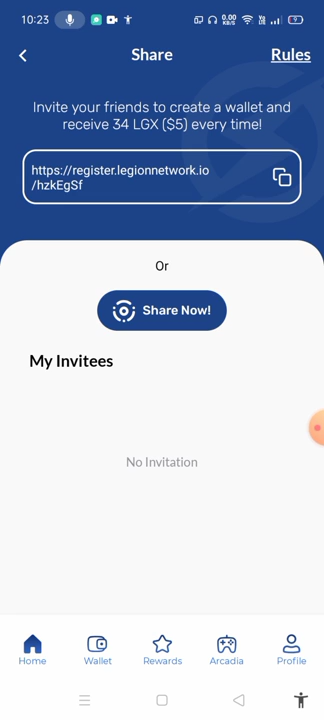 10:23
0.00
KB/S
Share
Rules
Invite your friends to create a wallet and
receive 34 LGX ($5) every time!
https://register.legionnetwork.io
/hzkEgSf
Or
Share Now!
My Invitees
No Invitation
Home
Wallet
Rewards
Arcadia
Profile